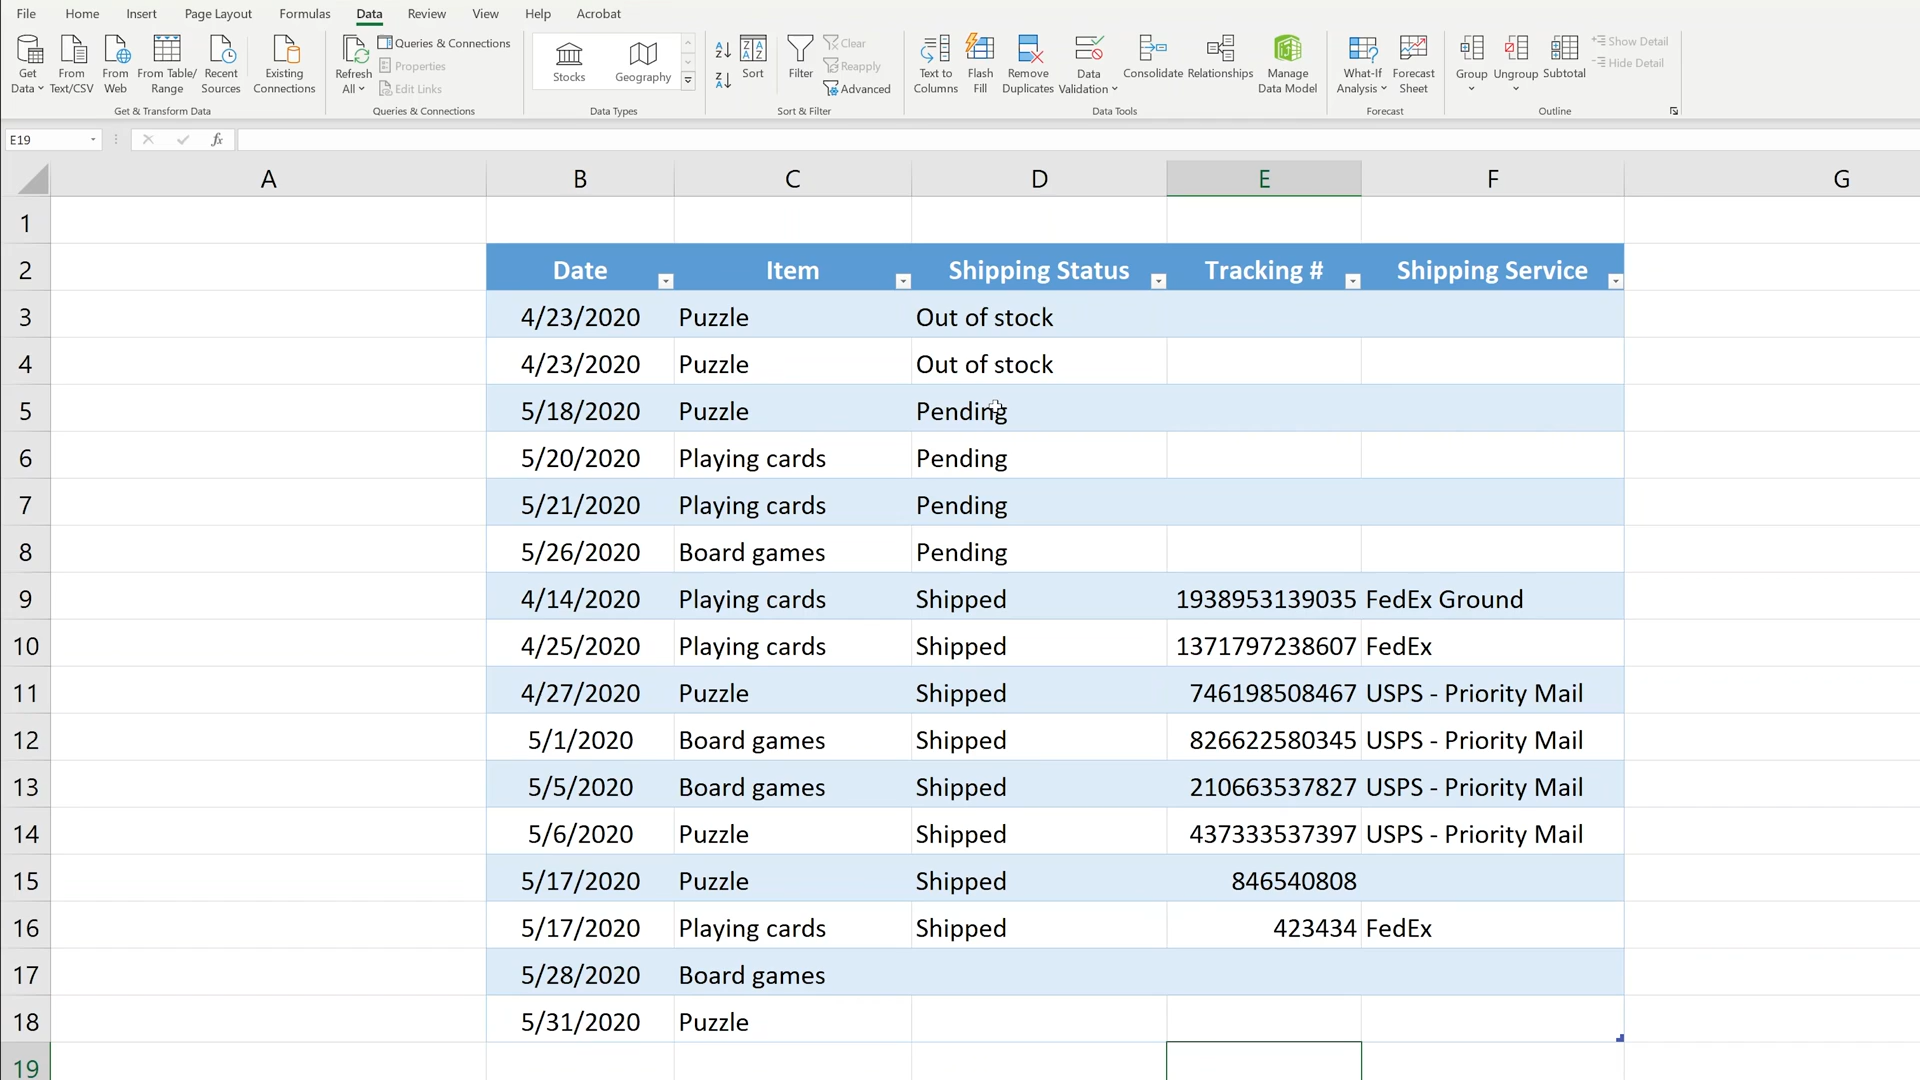 File Home Insert Page Layout Formulas Data Review View Help Acrobat
Get Data
From Text/CSV
From Web
From Table/ Range
Recent Sources
Existing Connections
Get & Transform Data
Refresh All
Queries & Connections
Properties
Edit Links
Queries & Connections
Stocks
Geography
Data Types
Sort
Filter
Clear
Reapply
Advanced
Sort & Filter
Text to Columns
Flash Fill
Remove Duplicates
Data Validation
Consolidate
Relationships
Manage Data Model
Data Tools
What-If Analysis
Forecast Sheet
Forecast
Group
Ungroup
Subtotal
Show Detail
Hide Detail
Outline
E19 fx
A B C D E F G
1
2 Date Item Shipping Status Tracking # Shipping Service
3 4/23/2020 Puzzle Out of stock
4 4/23/2020 Puzzle Out of stock
5 5/18/2020 Puzzle Pending
6 5/20/2020 Playing cards Pending
7 5/21/2020 Playing cards Pending
8 5/26/2020 Board games Pending
9 4/14/2020 Playing cards Shipped 1938953139035 FedEx Ground
10 4/25/2020 Playing cards Shipped 1371797238607 FedEx
11 4/27/2020 Puzzle Shipped 746198508467 USPS - Priority Mail
12 5/1/2020 Board games Shipped 826622580345 USPS - Priority Mail
13 5/5/2020 Board games Shipped 210663537827 USPS - Priority Mail
14 5/6/2020 Puzzle Shipped 437333537397 USPS - Priority Mail
15 5/17/2020 Puzzle Shipped 846540808
16 5/17/2020 Playing cards Shipped 423434 FedEx
17 5/28/2020 Board games
18 5/31/2020 Puzzle
19